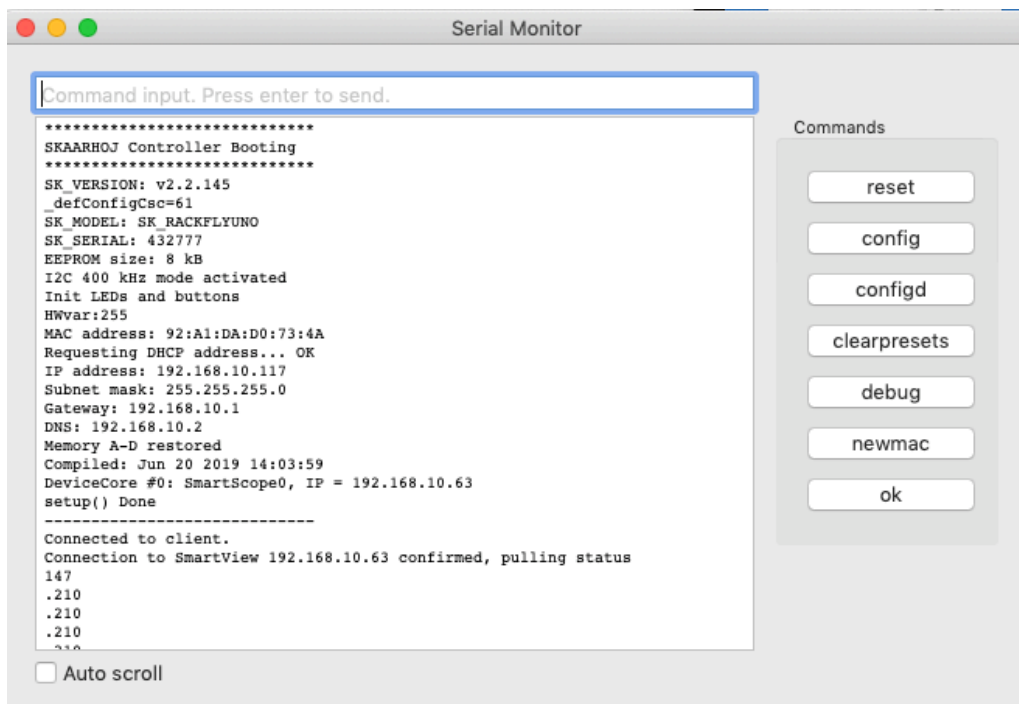 Serial Monitor
Command input. Press enter to send.
******************************
SKAARHOJ Controller Booting
******************************
SK_VERSION: v2.2.145
_defConfigCsc=61
SK_MODEL: SK_RACKFLYUNO
SK_SERIAL: 432777
EEPROM size: 8 kB
I2C 400 kHz mode activated
Init LEDs and buttons
HWvar:255
MAC address: 92:A1:DA:D0:73:4A
Requesting DHCP address... OK
IP address: 192.168.10.117
Subnet mask: 255.255.255.0
Gateway: 192.168.10.1
DNS: 192.168.10.2
Memory A-D restored
Compiled: Jun 20 2019 14:03:59
DeviceCore #0: SmartScope0, IP = 192.168.10.63
setup() Done
------------------------------
Connected to client.
Connection to SmartView 192.168.10.63 confirmed, pulling status
147
.210
.210
.210
Auto scroll
Commands
reset
config
configd
clearpresets
debug
newmac
ok